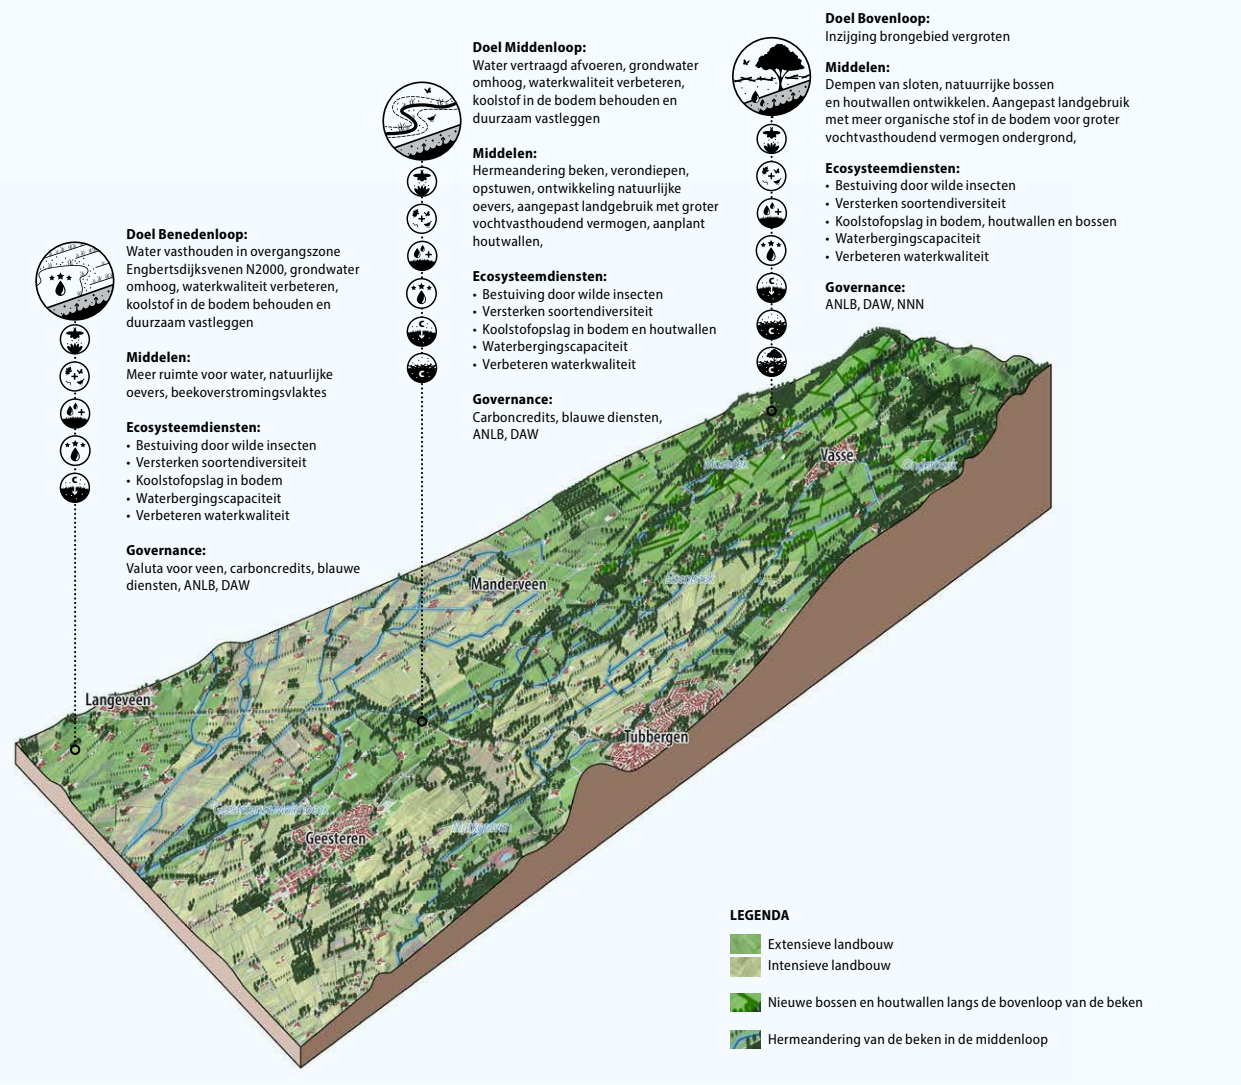 Doel Bovenloop:
Inzijging brongebied vergroten
Middelen:
Dempen van sloten, natuurrijke bossen
en houtwallen ontwikkelen. Aangepast landgebruik
met meer organische stof in de bodem voor groter
vochtvasthoudend vermogen ondergrond,
Ecosysteemdiensten:
• Bestuiving door wilde insecten
• Versterken soortendiversiteit
• Koolstofopslag in bodem, houtwallen en bossen
• Waterbergingscapaciteit
• Verbeteren waterkwaliteit
Governance:
ANLB, DAW, NNN
Doel Middenloop:
Water vertraagd afvoeren, grondwater
omhoog, waterkwaliteit verbeteren,
koolstof in de bodem behouden en
duurzaam vastleggen
Middelen:
Hermeandering beken, verondiepen,
opstuwen, ontwikkeling natuurlijke
oevers, aangepast landgebruik met groter
vochtvasthoudend vermogen, aanplant
houtwallen,
Ecosysteemdiensten:
• Bestuiving door wilde insecten
• Versterken soortendiversiteit
• Koolstofopslag in bodem en houtwallen
• Waterbergingscapaciteit
• Verbeteren waterkwaliteit
Governance:
Carboncredits, blauwe diensten,
ANLB, DAW
Doel Benedenloop:
Water vasthouden in overgangszone
Engbertsdijksvenen N2000, grondwater
omhoog, waterkwaliteit verbeteren,
koolstof in de bodem behouden en
duurzaam vastleggen
Middelen:
Meer ruimte voor water, natuurlijke
oevers, beekoverstromingsvlaktes
Ecosysteemdiensten:
• Bestuiving door wilde insecten
• Versterken soortendiversiteit
• Koolstofopslag in bodem
• Waterbergingscapaciteit
• Verbeteren waterkwaliteit
Governance:
Valuta voor veen, carboncredits, blauwe
diensten, ANLB, DAW
C
C
C
C
C
C
Vasse
Manderveen
Langeveen
Tubbergen
Geesteren
LEGENDA
Extensieve landbouw
Intensieve landbouw
Nieuwe bossen en houtwallen langs de bovenloop van de beken
Hermeandering van de beken in de middenloop